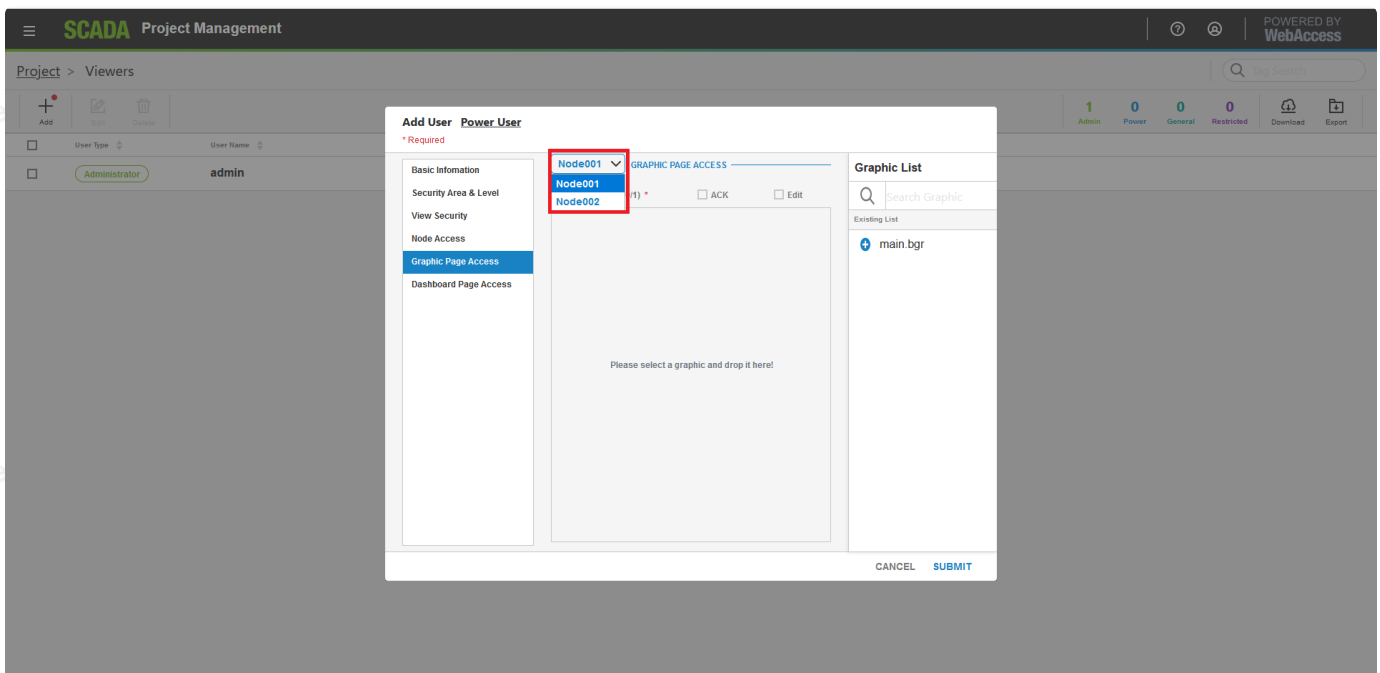 SCADA Project Management
POWERED BY
WebAccess
Project > Viewers
Tag Search
Add
Edit
Delete
1 0 0 0
Admin Power General Restricted Download Export
User Type User Name
Administrator admin
Add User Power User
* Required
Basic Infomation
Security Area & Level
View Security
Node Access
Graphic Page Access
Dashboard Page Access
Node001 GRAPHIC PAGE ACCESS
Node001
Node002
/1) * ACK Edit
Please select a graphic and drop it here!
Graphic List
Search Graphic
Existing List
main.bgr
CANCEL SUBMIT